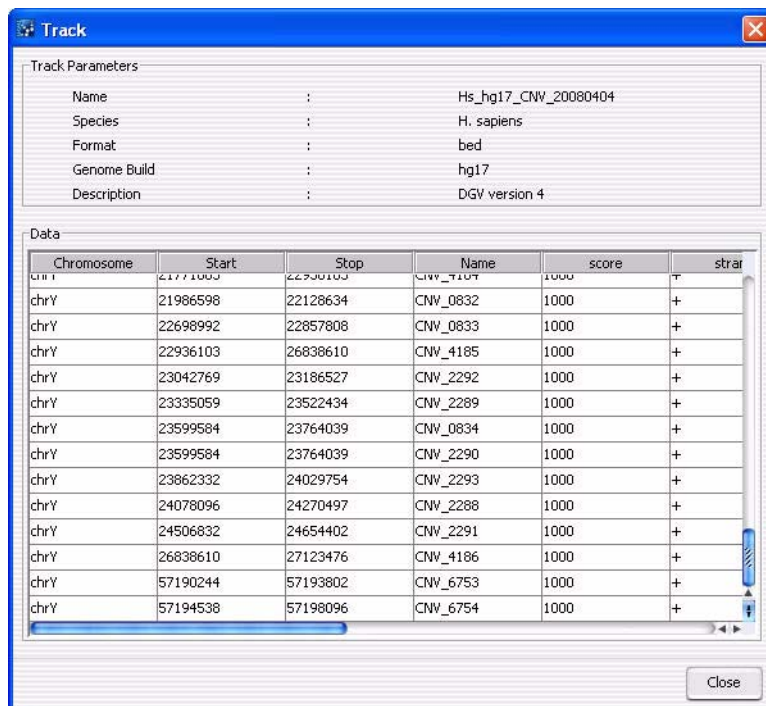 Track
Track Parameters
Name : Hs_hg17_CNV_20080404
Species : H. sapiens
Format : bed
Genome Build : hg17
Description : DGV version 4
Data
Chromosome Start Stop Name score stran
chrY 21986598 22128634 CNV_0832 1000 +
chrY 22698992 22857808 CNV_0833 1000 +
chrY 22936103 26838610 CNV_4185 1000 +
chrY 23042769 23186527 CNV_2292 1000 +
chrY 23335059 23522434 CNV_2289 1000 +
chrY 23599584 23764039 CNV_0834 1000 +
chrY 23599584 23764039 CNV_2290 1000 +
chrY 23862332 24029754 CNV_2293 1000 +
chrY 24078096 24270497 CNV_2288 1000 +
chrY 24506832 24654402 CNV_2291 1000 +
chrY 26838610 27123476 CNV_4186 1000 +
chrY 57190244 57193802 CNV_6753 1000 +
chrY 57194538 57198096 CNV_6754 1000 +
Close